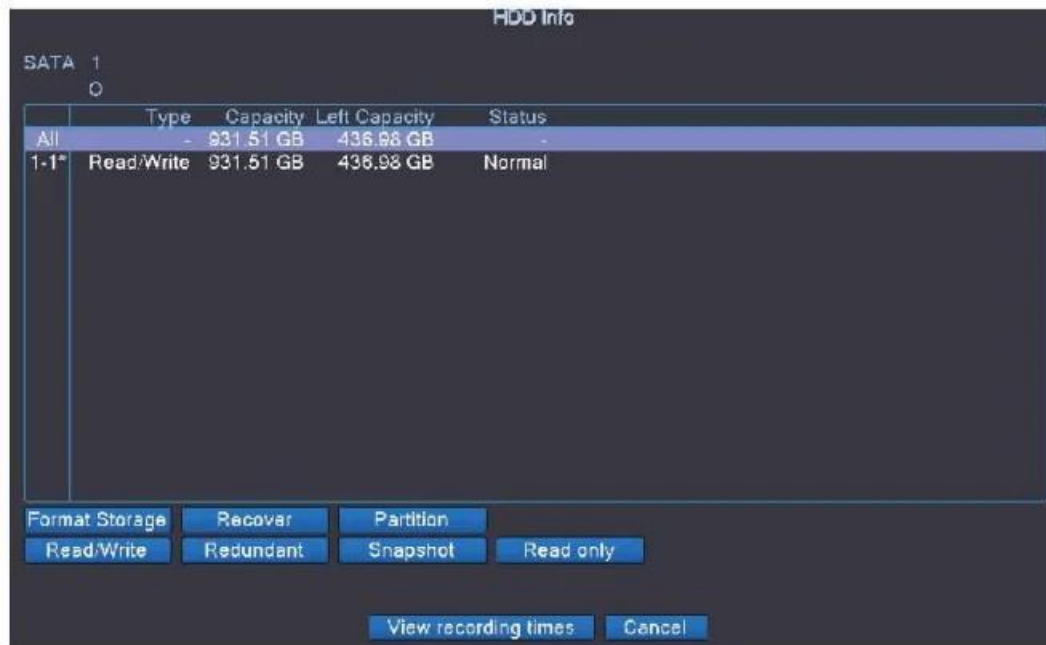 HDD Info
SATA 1
O
Type Capacity Left Capacity Status
All - 931.51 GB 436.98 GB -
1-1* Read/Write 931.51 GB 436.98 GB Normal
Format Storage Recover Partition
Read/Write Redundant Snapshot Read only
View recording times Cancel